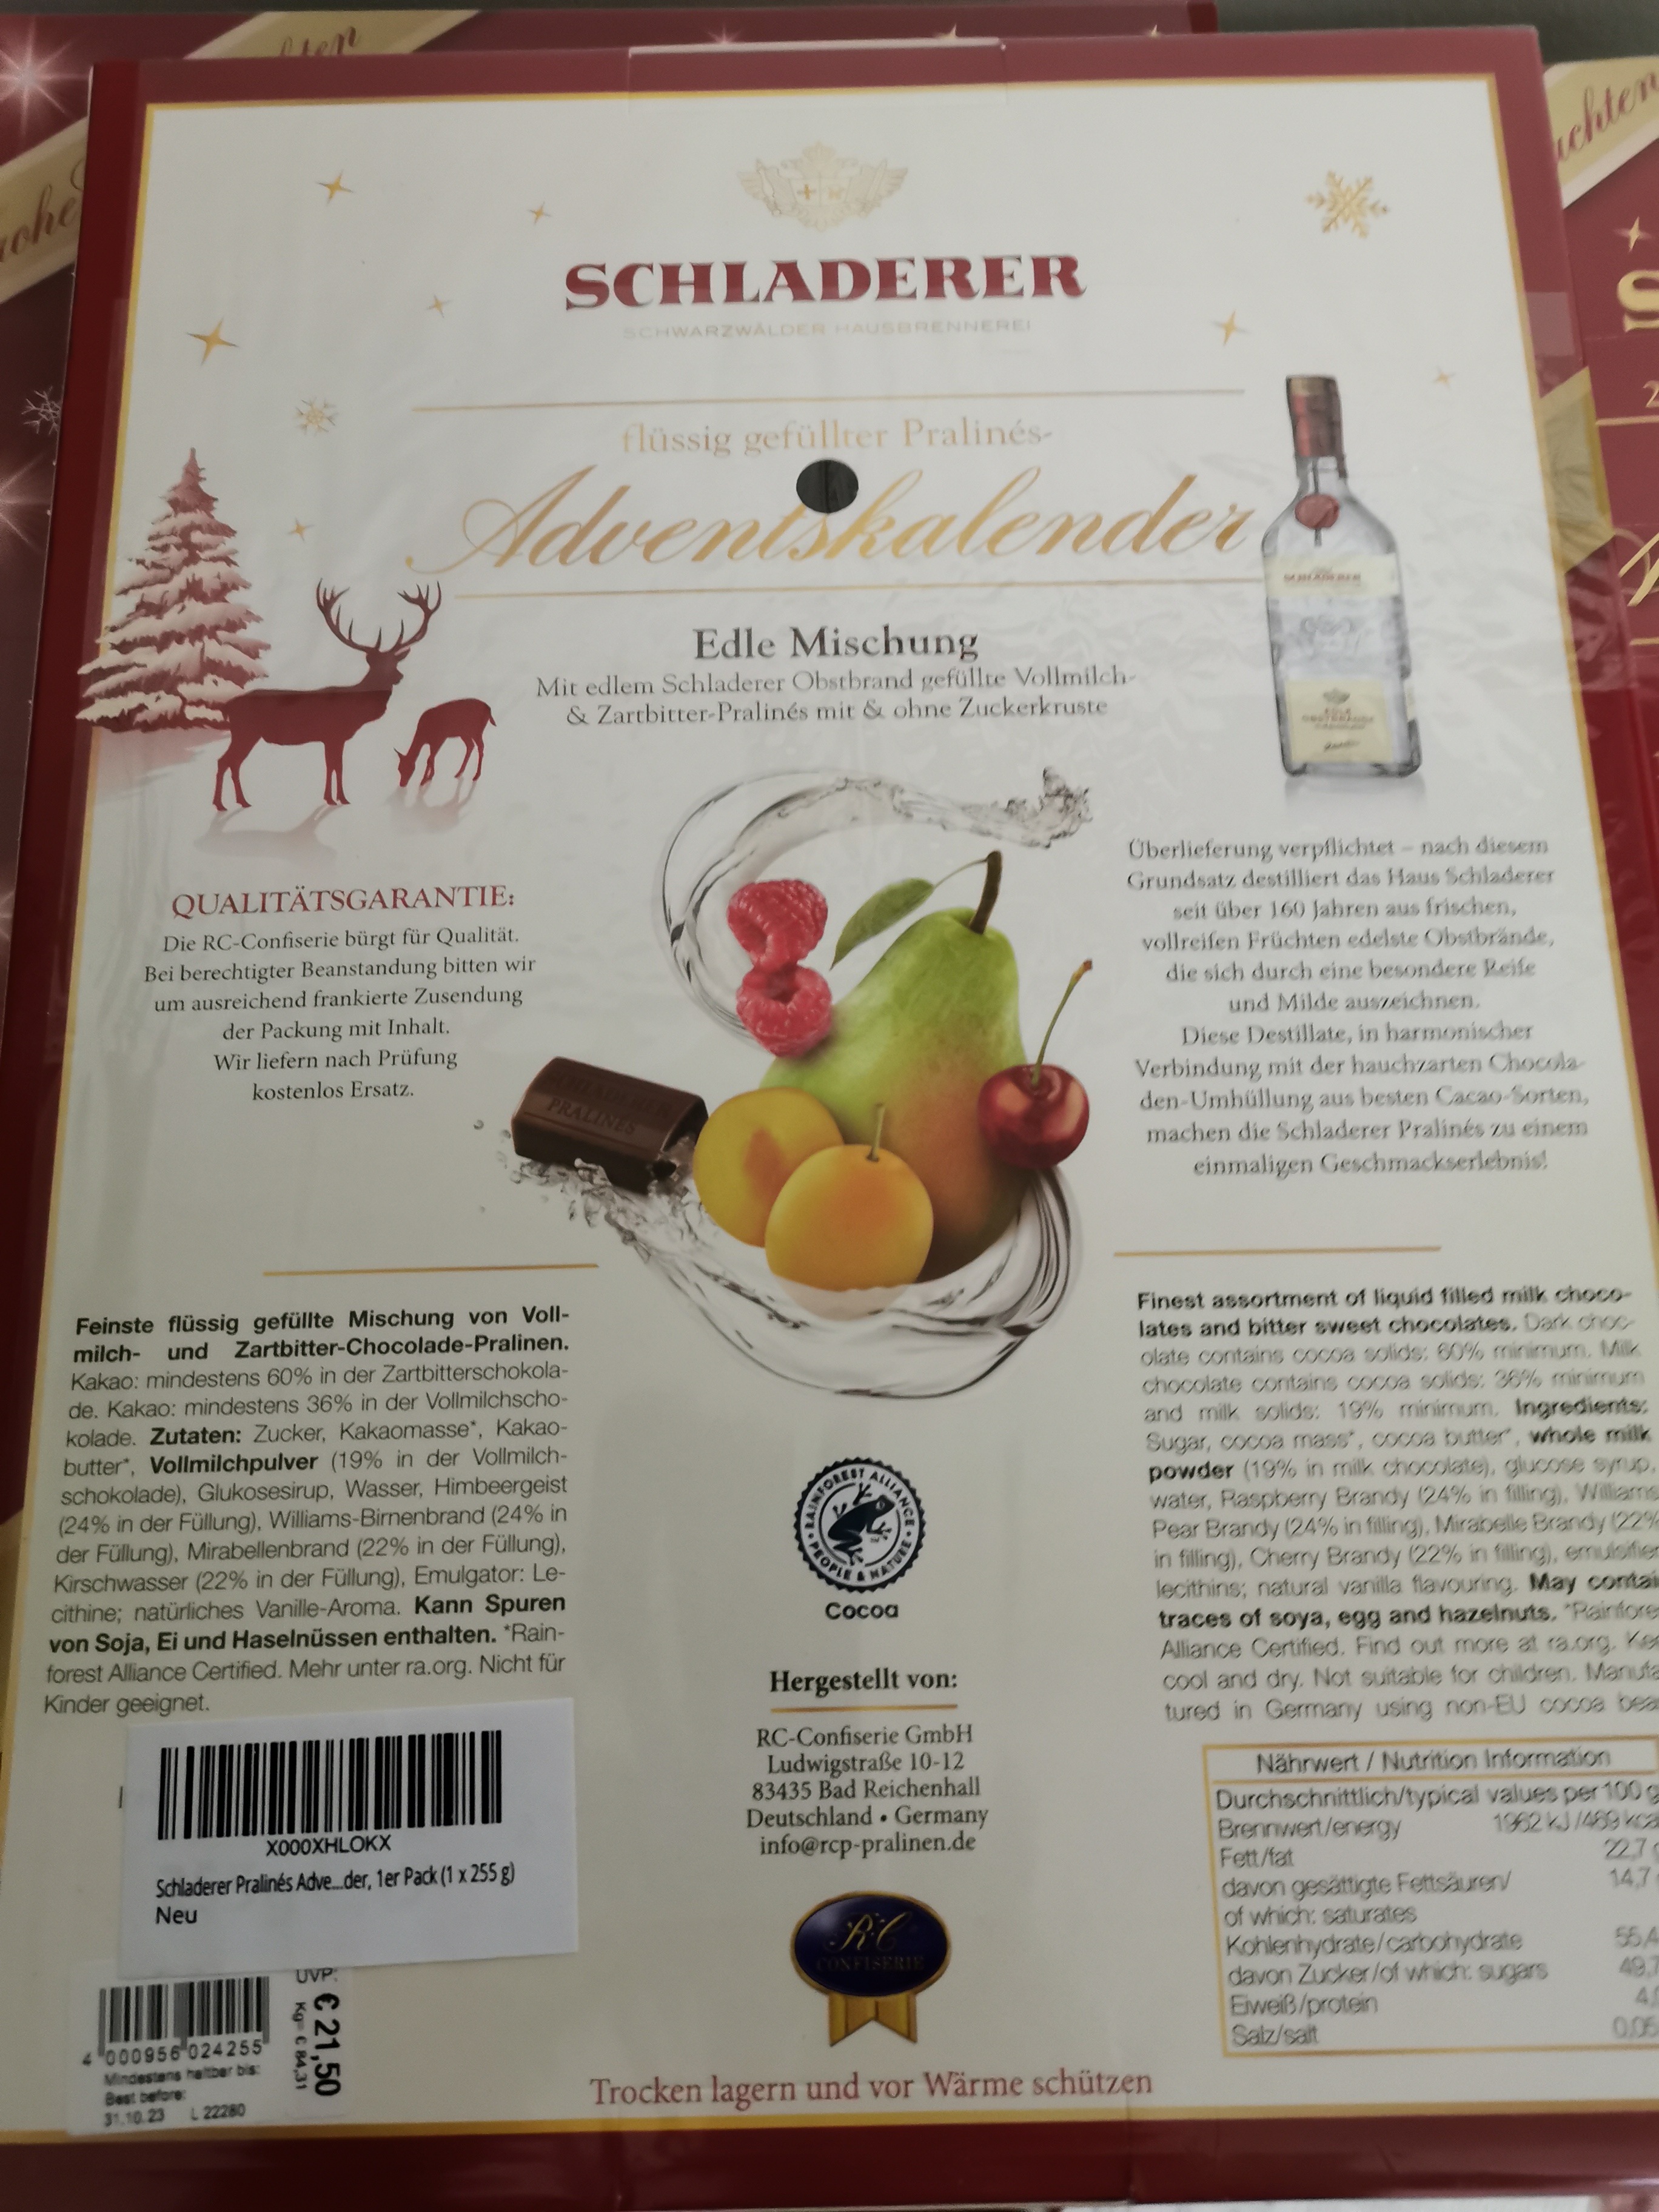 hten
rohe
achten
S
2
SCHLADERER
SCHWARZWÄLDER HAUSBRENNEREI
flüssig gefüllter Pralinés-
Adventskalender
SCHLADERER
Edle Mischung
Mit edlem Schladerer Obstbrand gefüllte Vollmilch-
& Zartbitter-Pralinés mit & ohne Zuckerkruste
QUALITÄTSGARANTIE:
Die RC-Confiserie bürgt für Qualität.
Bei berechtigter Beanstandung bitten wir
um ausreichend frankierte Zusendung
der Packung mit Inhalt.
Wir liefern nach Prüfung
kostenlos Ersatz.
Überlieferung verpflichtet – nach diesem
Grundsatz destilliert das Haus Schladerer
seit über 160 Jahren aus frischen,
vollreifen Früchten edelste Obstbrände,
die sich durch eine besondere Reife
und Milde auszeichnen.
Diese Destillate, in harmonischer
Verbindung mit der hauchzarten Chocola-
den-Umhüllung aus besten Cacao-Sorten,
machen die Schladerer Pralinés zu einem
einmaligen Geschmackserlebnis!
SCHLADERER
PRALINÉS
Feinste flüssig gefüllte Mischung von Voll-
milch- und Zartbitter-Chocolade-Pralinen.
Kakao: mindestens 60% in der Zartbitterschokola-
de. Kakao: mindestens 36% in der Vollmilchscho-
kolade. Zutaten: Zucker, Kakaomasse*, Kakao-
butter*, Vollmilchpulver (19% in der Vollmilch-
schokolade), Glukosesirup, Wasser, Himbeergeist
(24% in der Füllung), Williams-Birnenbrand (24% in
der Füllung), Mirabellenbrand (22% in der Füllung),
Kirschwasser (22% in der Füllung), Emulgator: Le-
cithine; natürliches Vanille-Aroma. Kann Spuren
von Soja, Ei und Haselnüssen enthalten. *Rain-
forest Alliance Certified. Mehr unter ra.org. Nicht für
Kinder geeignet.
Finest assortment of liquid filled milk choco-
lates and bitter sweet chocolates. Dark choc-
olate contains cocoa solids: 60% minimum. Milk
chocolate contains cocoa solids: 36% minimum
and milk solids: 19% minimum. Ingredients:
Sugar, cocoa mass*, cocoa butter*, whole milk
powder (19% in milk chocolate), glucose syrup,
water, Raspberry Brandy (24% in filling), Williams
Pear Brandy (24% in filling), Mirabelle Brandy (22%
in filling), Cherry Brandy (22% in filling), emulsifier
lecithins; natural vanilla flavouring. May contai
traces of soya, egg and hazelnuts. *Rainfore
Alliance Certified. Find out more at ra.org. Kee
cool and dry. Not suitable for children. Manufa
tured in Germany using non-EU cocoa bea
RAINFOREST ALLIANCE
PEOPLE & NATURE
Cocoa
Hergestellt von:
RC-Confiserie GmbH
Ludwigstraße 10-12
83435 Bad Reichenhall
Deutschland • Germany
info@rcp-pralinen.de
RC
CONFISERIE
X000XHLOKX
Schladerer Pralinés Adve...der, 1er Pack (1 x 255 g)
Neu
4 000956 024255
Mindestens haltbar bis:
Best before:
31.10.23 L 22280
UVP:
€ 21,50
Kg= € 84,31
Nährwert / Nutrition Information
Durchschnittlich/typical values per 100 g
Brennwert/energy 1962 kJ /469 kca
Fett/fat 22,7 g
davon gesättigte Fettsäuren/ 14,7
of which: saturates
Kohlenhydrate/carbohydrate 55,4
davon Zucker/of which: sugars 49,7
Eiweiß/protein 4,
Salz/salt 0,05
Trocken lagern und vor Wärme schützen